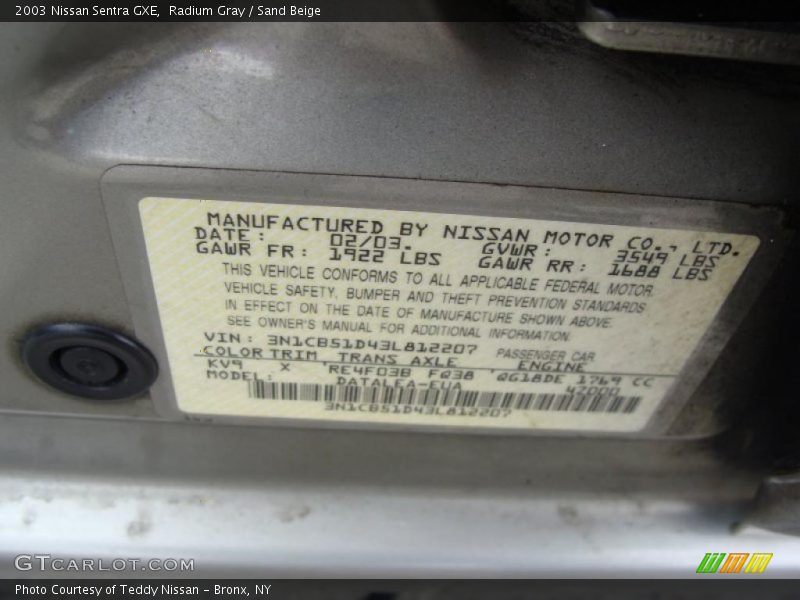 2003 Nissan Sentra GXE, Radium Gray / Sand Beige
MANUFACTURED BY NISSAN MOTOR CO., LTD.
DATE: 02/03. GVWR: 3549 LBS
GAWR FR: 1922 LBS GAWR RR: 1688 LBS
THIS VEHICLE CONFORMS TO ALL APPLICABLE FEDERAL MOTOR
VEHICLE SAFETY, BUMPER AND THEFT PREVENTION STANDARDS
IN EFFECT ON THE DATE OF MANUFACTURE SHOWN ABOVE.
SEE OWNER'S MANUAL FOR ADDITIONAL INFORMATION.
VIN: 3N1CB51D43L812207 PASSENGER CAR
COLOR TRIM TRANS AXLE ENGINE
KV9 X RE4F03B FQ38 QG18DE 1769 CC
MODEL: DATALEA-EUA 47000
3N1CB51D43L812207
GTCARLOT.COM
Photo Courtesy of Teddy Nissan - Bronx, NY